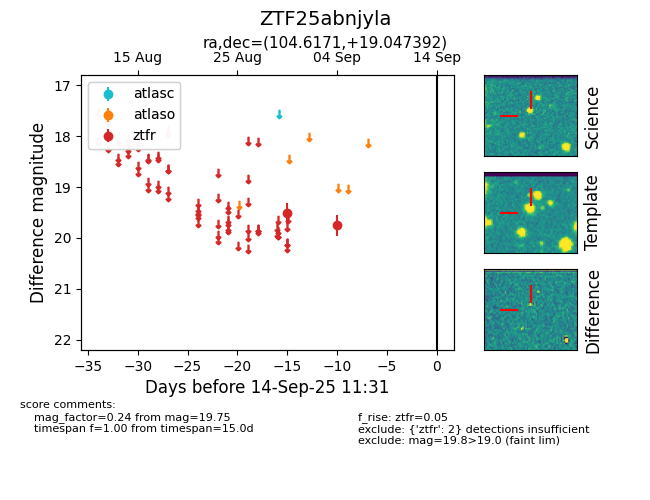 ZTF25abnjyla
ra,dec=(104.6171,+19.047392)
15 Aug
25 Aug
04 Sep
14 Sep
17
18
19
20
21
22
Difference magnitude
atlasc
atlaso
ztfr
−35
−30
−25
−20
−15
−10
−5
0
Days before 14-Sep-25 11:31
Science
Template
Difference
score comments:
mag_factor=0.24 from mag=19.75
timespan f=1.00 from timespan=15.0d
f_rise: ztfr=0.05
exclude: {'ztfr': 2} detections insufficient
exclude: mag=19.8>19.0 (faint lim)